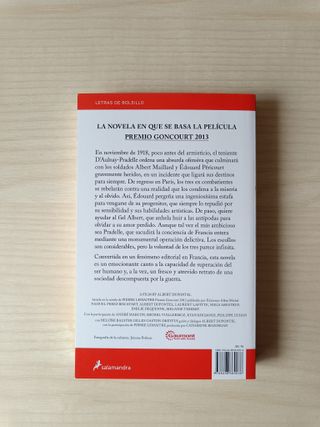 LETRAS DE BOLSILLO
LA NOVELA EN QUE SE BASA LA PELÍCULA
PREMIO GONCOURT 2013
En noviembre de 1918, poco antes del armisticio, el teniente
D'Aulnay-Pradelle ordena una absurda ofensiva que culminará
con los soldados Albert Maillard y Édouard Péricourt
gravemente heridos, en un incidente que ligará sus destinos
para siempre. De regreso en París, los tres ex combatientes
se rebelarán contra una realidad que los condena a la miseria
y al olvido. Así, Édouard pergeña una ingeniosísima estafa
para vengarse de su progenitor, que siempre lo repudió por
su sensibilidad y sus habilidades artísticas. De paso, quiere
ayudar al fiel Albert, que anhela huir a las antípodas para
olvidar a su amor perdido. Aunque tal vez el más ambicioso
sea Pradelle, que sacudirá la conciencia de Francia entera
mediante una monumental operación delictiva. Los escollos
son considerables, pero la voluntad de los tres parece infinita.
Convertida en un fenómeno editorial en Francia, esta novela
es un emocionante canto a la capacidad de superación del
ser humano y, a la vez, un fresco y atrevido retrato de una
sociedad descompuesta por la guerra.
Gaumont
salamandra